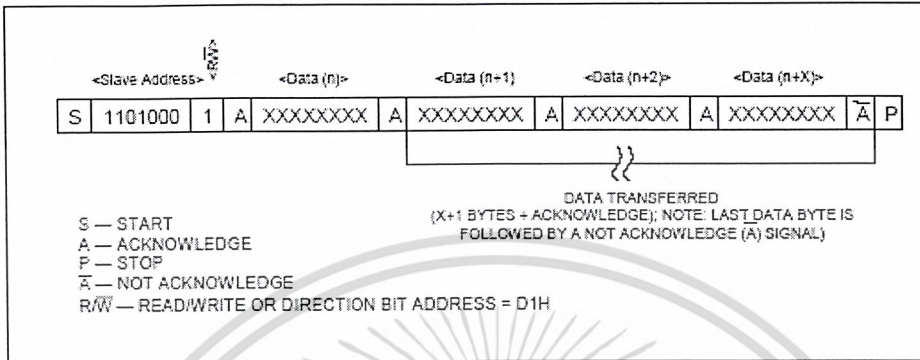 R/W̅
<Slave Address> <Data (n)> <Data (n+1) <Data (n+2)> <Data (n+X)>
S 1101000 1 A XXXXXXXX A XXXXXXXX A XXXXXXXX A XXXXXXXX A̅ P
DATA TRANSFERRED
(X+1 BYTES + ACKNOWLEDGE); NOTE: LAST DATA BYTE IS
FOLLOWED BY A NOT ACKNOWLEDGE (A̅) SIGNAL)
S — START
A — ACKNOWLEDGE
P — STOP
A̅ — NOT ACKNOWLEDGE
R/W̅ — READ/WRITE OR DIRECTION BIT ADDRESS = D1H